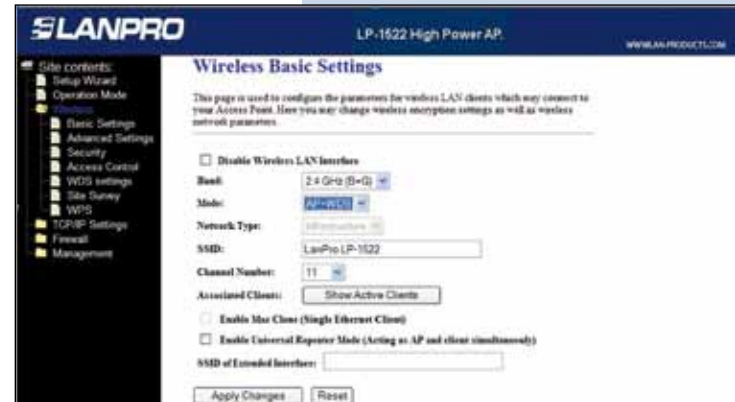 LANPRO
LP-1522 High Power AP.
WWW.LAN-PRODUCTS.COM
Site contents:
Setup Wizard
Operation Mode
Wireless
Basic Settings
Advanced Settings
Security
Access Control
WDS settings
Site Survey
WPS
TCP/IP Settings
Firewall
Management
Wireless Basic Settings
This page is used to configure the parameters for wireless LAN clients which may connect to
your Access Point. Here you may change wireless encryption settings as well as wireless
network parameters.
Disable Wireless LAN Interface
Band: 2.4 GHz (B+G)
Mode: AP+WDS
Network Type: Infrastructure
SSID: LanPro LP-1522
Channel Number: 11
Associated Clients: Show Active Clients
Enable Mac Clone (Single Ethernet Client)
Enable Universal Repeater Mode (Acting as AP and client simultaneously)
SSID of Extended Interface:
Apply Changes Reset